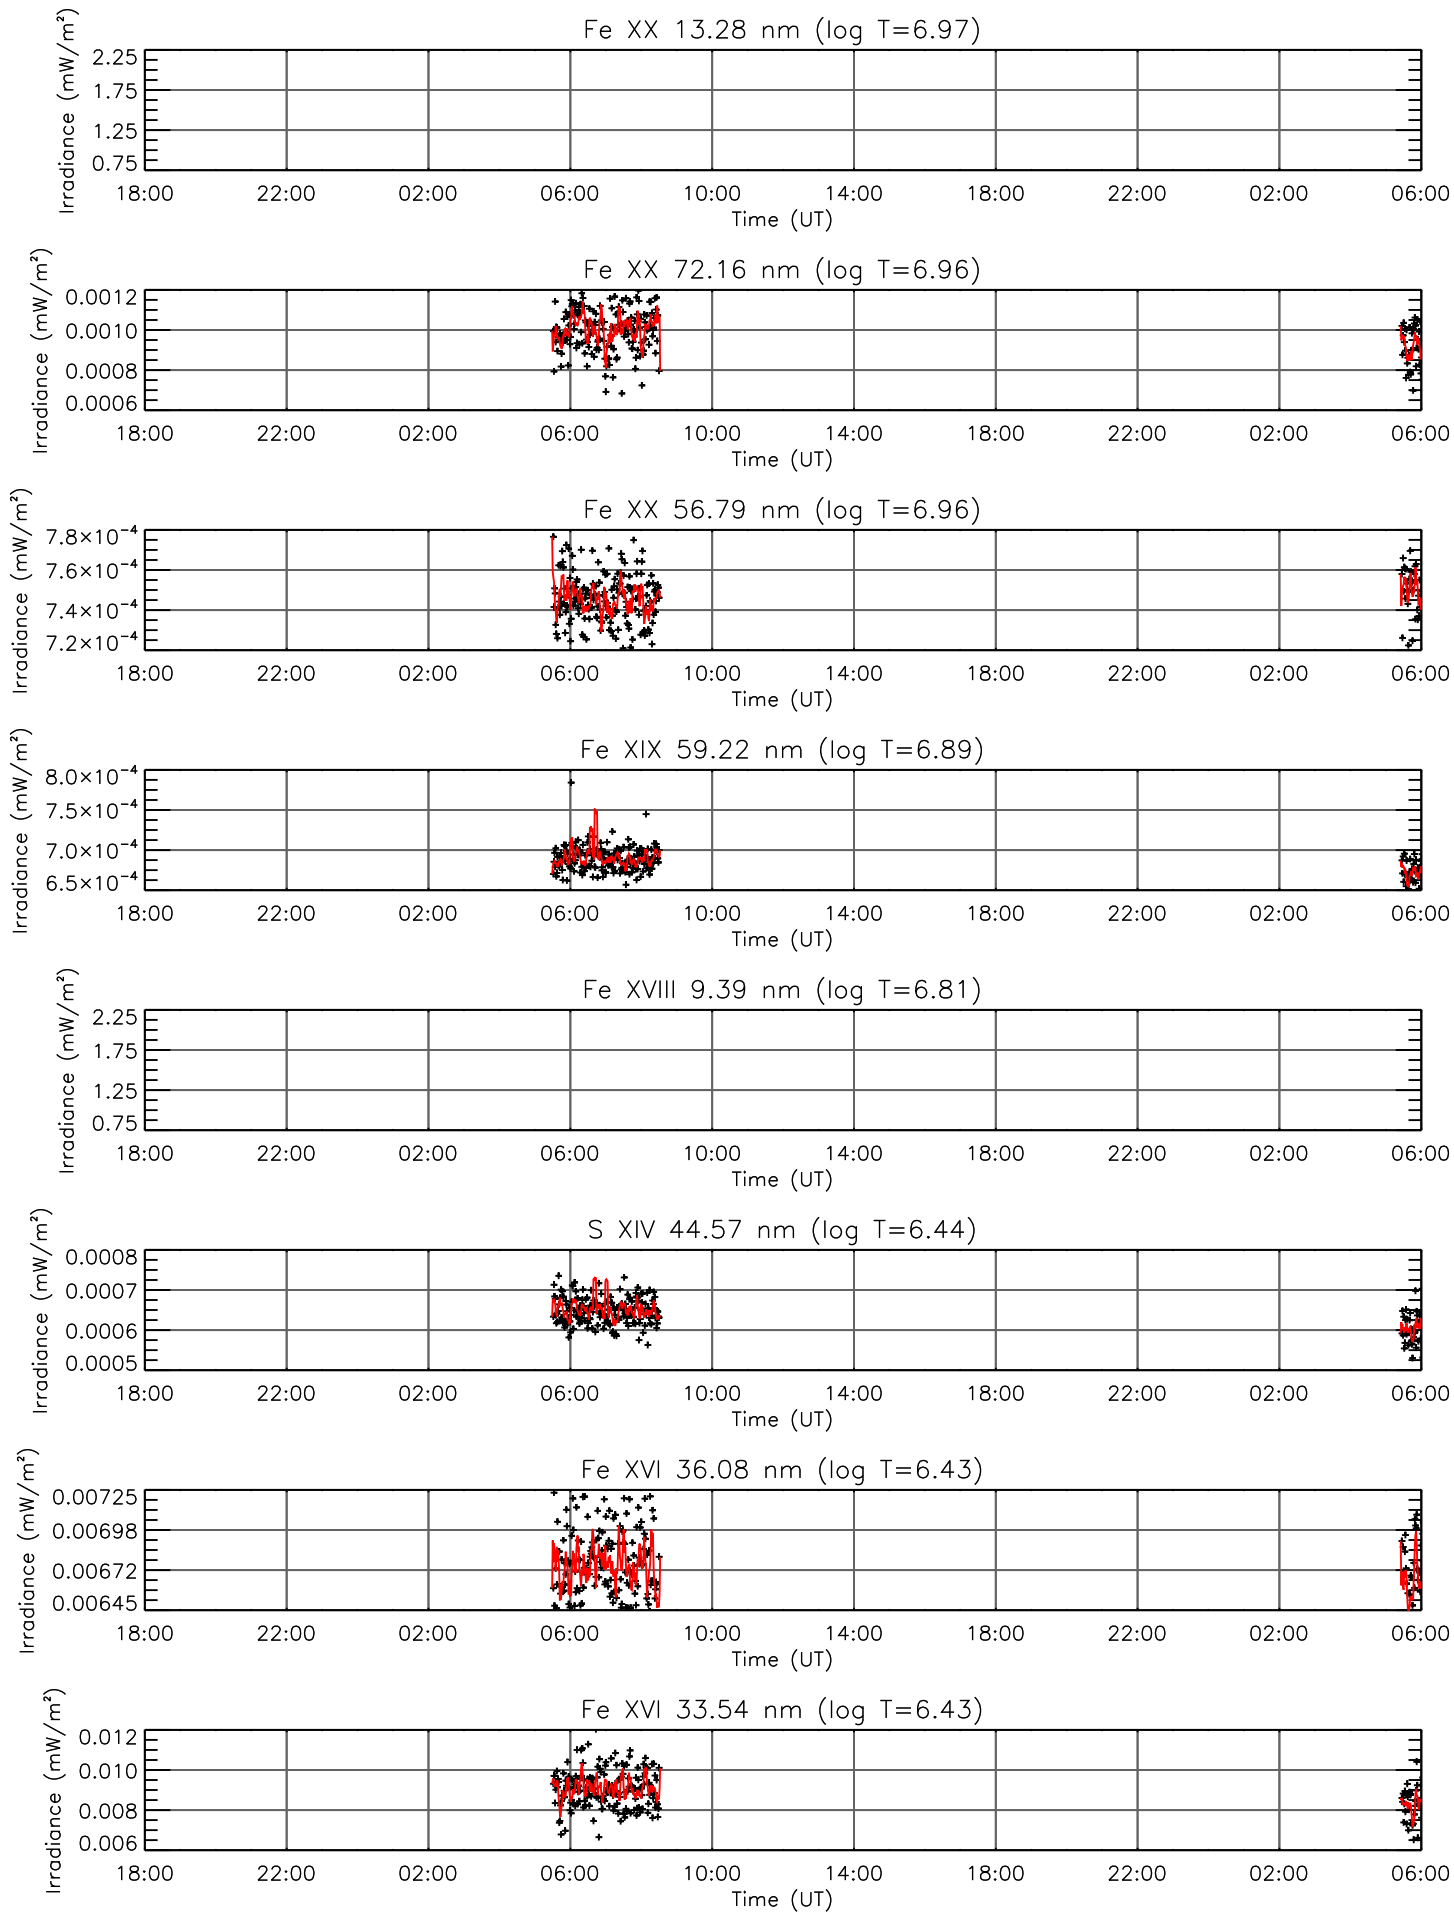 Fe XX 13.28 nm (log T=6.97)
Irradiance (mW/m²)
2.25
1.75
1.25
0.75
18:00 22:00 02:00 06:00 10:00 14:00 18:00 22:00 02:00 06:00
Time (UT)
Fe XX 72.16 nm (log T=6.96)
Irradiance (mW/m²)
0.0012
0.0010
0.0008
0.0006
18:00 22:00 02:00 06:00 10:00 14:00 18:00 22:00 02:00 06:00
Time (UT)
Fe XX 56.79 nm (log T=6.96)
Irradiance (mW/m²)
7.8×10⁻⁴
7.6×10⁻⁴
7.4×10⁻⁴
7.2×10⁻⁴
18:00 22:00 02:00 06:00 10:00 14:00 18:00 22:00 02:00 06:00
Time (UT)
Fe XIX 59.22 nm (log T=6.89)
Irradiance (mW/m²)
8.0×10⁻⁴
7.5×10⁻⁴
7.0×10⁻⁴
6.5×10⁻⁴
18:00 22:00 02:00 06:00 10:00 14:00 18:00 22:00 02:00 06:00
Time (UT)
Fe XVIII 9.39 nm (log T=6.81)
Irradiance (mW/m²)
2.25
1.75
1.25
0.75
18:00 22:00 02:00 06:00 10:00 14:00 18:00 22:00 02:00 06:00
Time (UT)
S XIV 44.57 nm (log T=6.44)
Irradiance (mW/m²)
0.0008
0.0007
0.0006
0.0005
18:00 22:00 02:00 06:00 10:00 14:00 18:00 22:00 02:00 06:00
Time (UT)
Fe XVI 36.08 nm (log T=6.43)
Irradiance (mW/m²)
0.00725
0.00698
0.00672
0.00645
18:00 22:00 02:00 06:00 10:00 14:00 18:00 22:00 02:00 06:00
Time (UT)
Fe XVI 33.54 nm (log T=6.43)
Irradiance (mW/m²)
0.012
0.010
0.008
0.006
18:00 22:00 02:00 06:00 10:00 14:00 18:00 22:00 02:00 06:00
Time (UT)